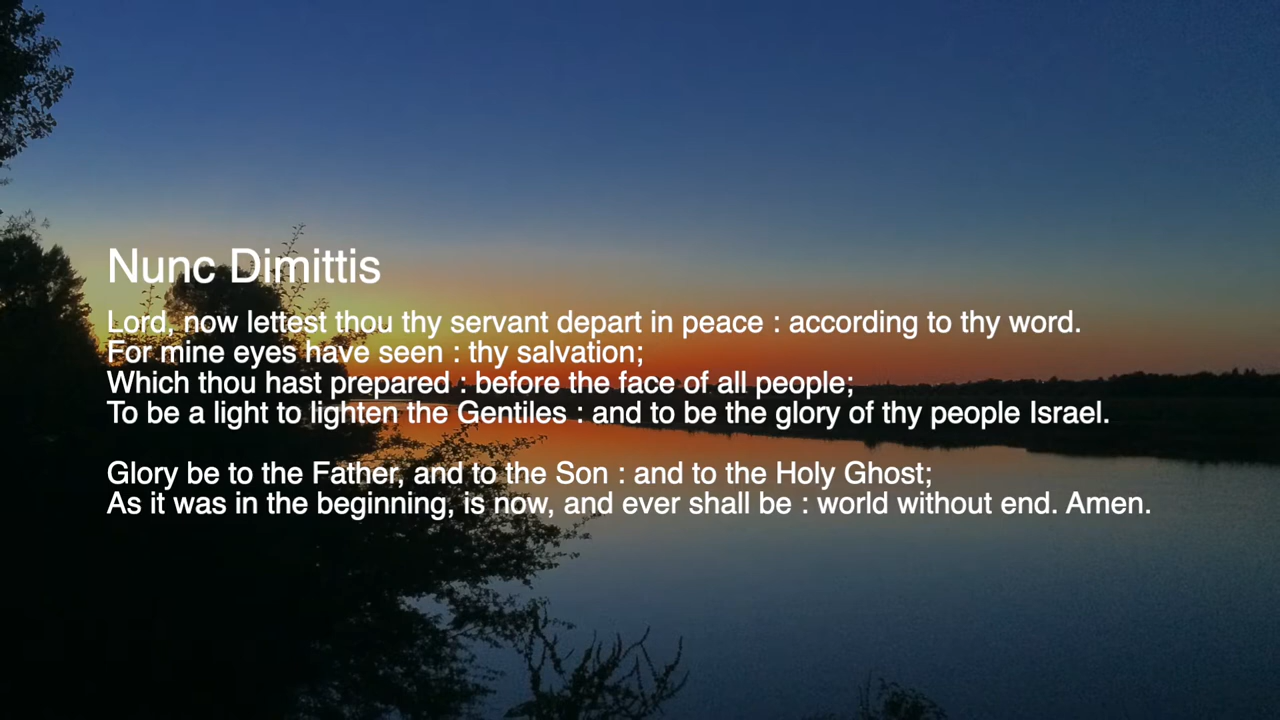 Nunc Dimittis
Lord, now lettest thou thy servant depart in peace : according to thy word.
For mine eyes have seen : thy salvation;
Which thou hast prepared : before the face of all people;
To be a light to lighten the Gentiles : and to be the glory of thy people Israel.
Glory be to the Father, and to the Son : and to the Holy Ghost;
As it was in the beginning, is now, and ever shall be : world without end. Amen.